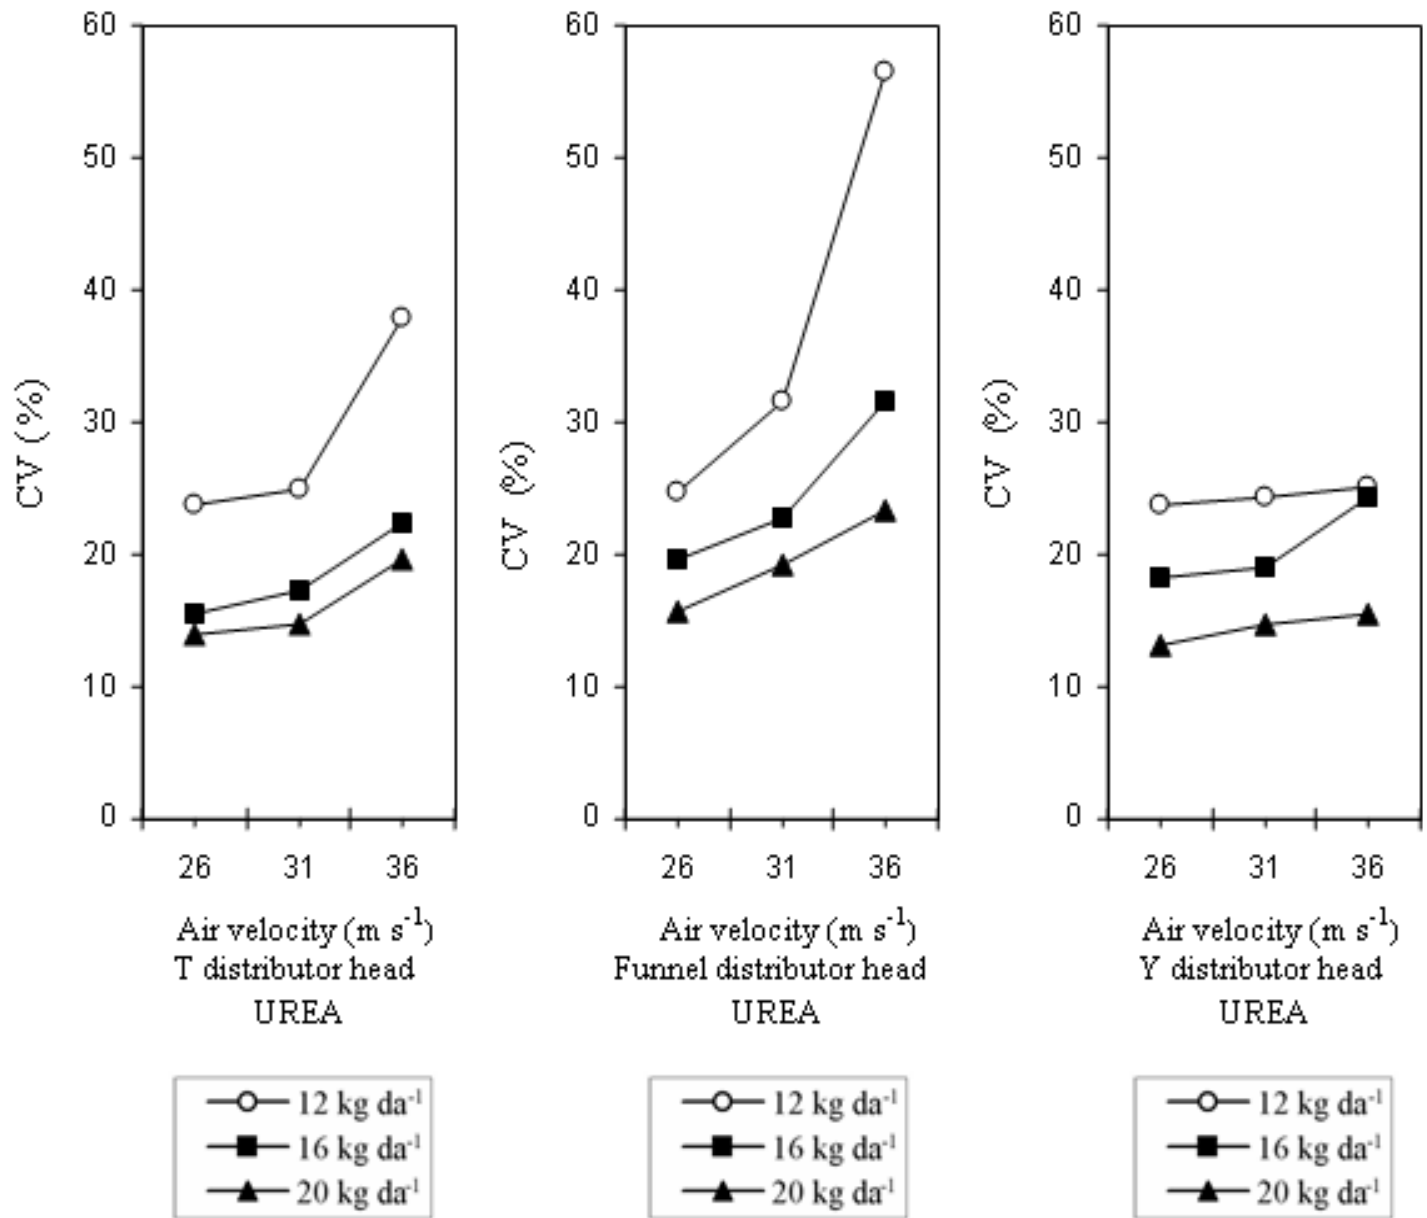 60
50
40
30
20
10
0
CV (%)
26 31 36
Air velocity (m s-1)
T distributor head
UREA
12 kg da-1
16 kg da-1
20 kg da-1
60
50
40
30
20
10
0
CV (%)
26 31 36
Air velocity (m s-1)
Funnel distributor head
UREA
12 kg da-1
16 kg da-1
20 kg da-1
60
50
40
30
20
10
0
CV (%)
26 31 36
Air velocity (m s-1)
Y distributor head
UREA
12 kg da-1
16 kg da-1
20 kg da-1